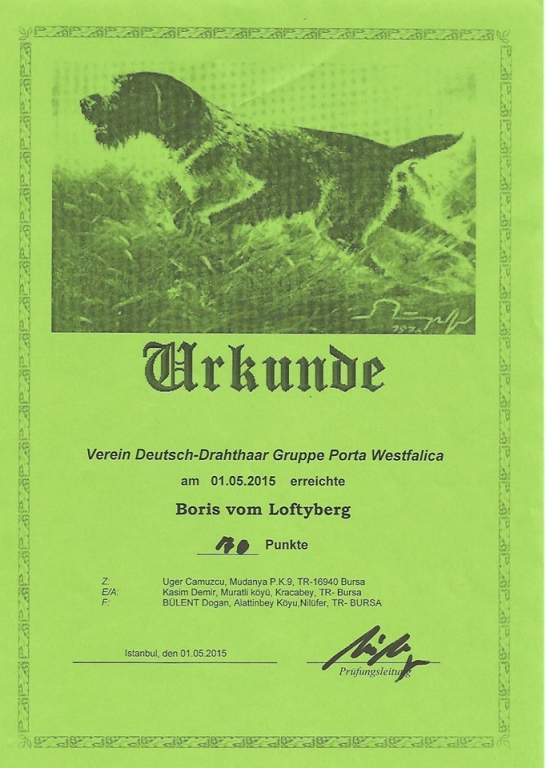 Urkunde
Verein Deutsch-Drahthaar Gruppe Porta Westfalica
am 01.05.2015 erreichte
Boris vom Loftyberg
Punkte
Z: Uger Camuzcu, Mudanya P.K.9, TR-16940 Bursa
E/A: Kasim Demir, Muratli köyü, Kracabey, TR- Bursa
F: BÜLENT Dogan, Alattinbey Köyu,Nilüfer, TR- BURSA
Istanbul, den 01.05.2015
Prüfungsleitung